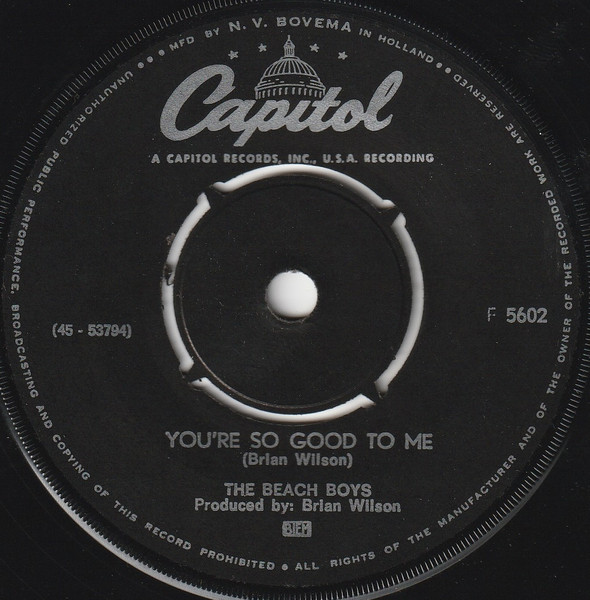 MFD BY N. V. BOVEMA IN HOLLAND
Capitol
A CAPITOL RECORDS, INC., U.S.A. RECORDING
(45 - 53794)
F 5602
YOU'RE SO GOOD TO ME
(Brian Wilson)
THE BEACH BOYS
Produced by: Brian Wilson
BIEM
UNAUTHORIZED PUBLIC PERFORMANCE, BROADCASTING AND COPYING OF THIS RECORD PROHIBITED • ALL RIGHTS OF THE MANUFACTURER AND OF THE OWNER OF THE RECORDED WORK ARE RESERVED